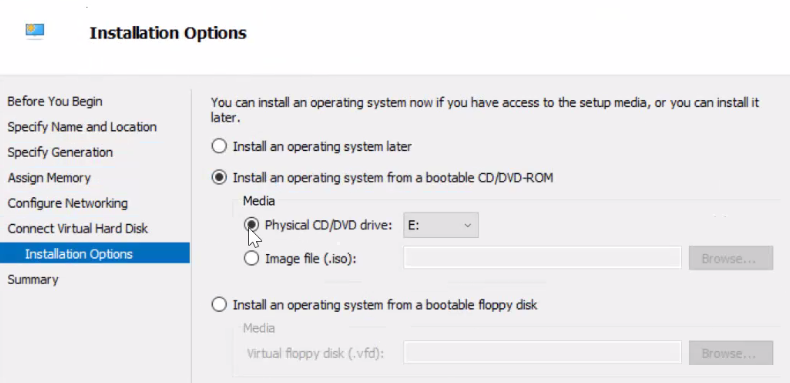 Installation Options
Before You Begin
Specify Name and Location
Specify Generation
Assign Memory
Configure Networking
Connect Virtual Hard Disk
Installation Options
Summary
You can install an operating system now if you have access to the setup media, or you can install it
later.
Install an operating system later
Install an operating system from a bootable CD/DVD-ROM
Media
Physical CD/DVD drive: E:
Image file (.iso): Browse...
Install an operating system from a bootable floppy disk
Media
Virtual floppy disk (.vfd): Browse...